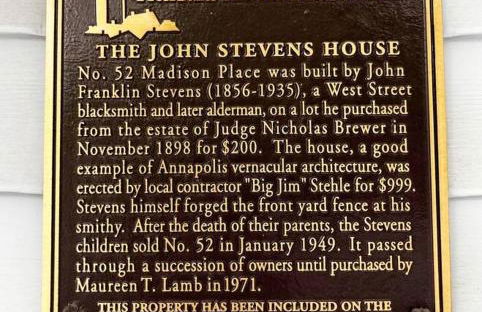 THE JOHN STEVENS HOUSE
No. 52 Madison Place was built by John
Franklin Stevens (1856-1935), a West Street
blacksmith and later alderman, on a lot he purchased
from the estate of Judge Nicholas Brewer in
November 1898 for $200. The house, a good
example of Annapolis vernacular architecture, was
erected by local contractor "Big Jim" Stehle for $999.
Stevens himself forged the front yard fence at his
smithy. After the death of their parents, the Stevens
children sold No. 52 in January 1949. It passed
through a succession of owners until purchased by
Maureen T. Lamb in 1971.
THIS PROPERTY HAS BEEN INCLUDED ON THE